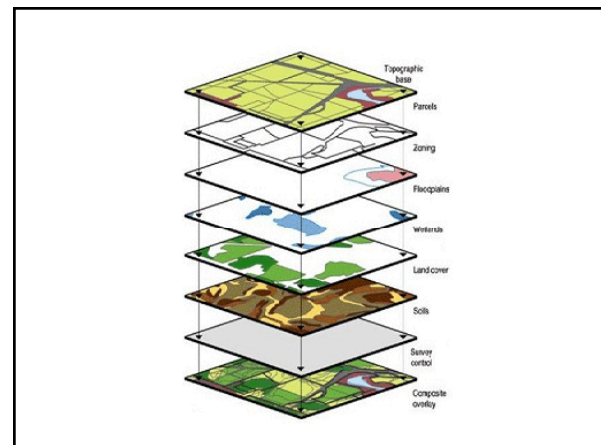 Topographic
base
Parcels
Zoning
Floodplains
Wetlands
Land cover
Soils
Survey
control
Composite
overlay